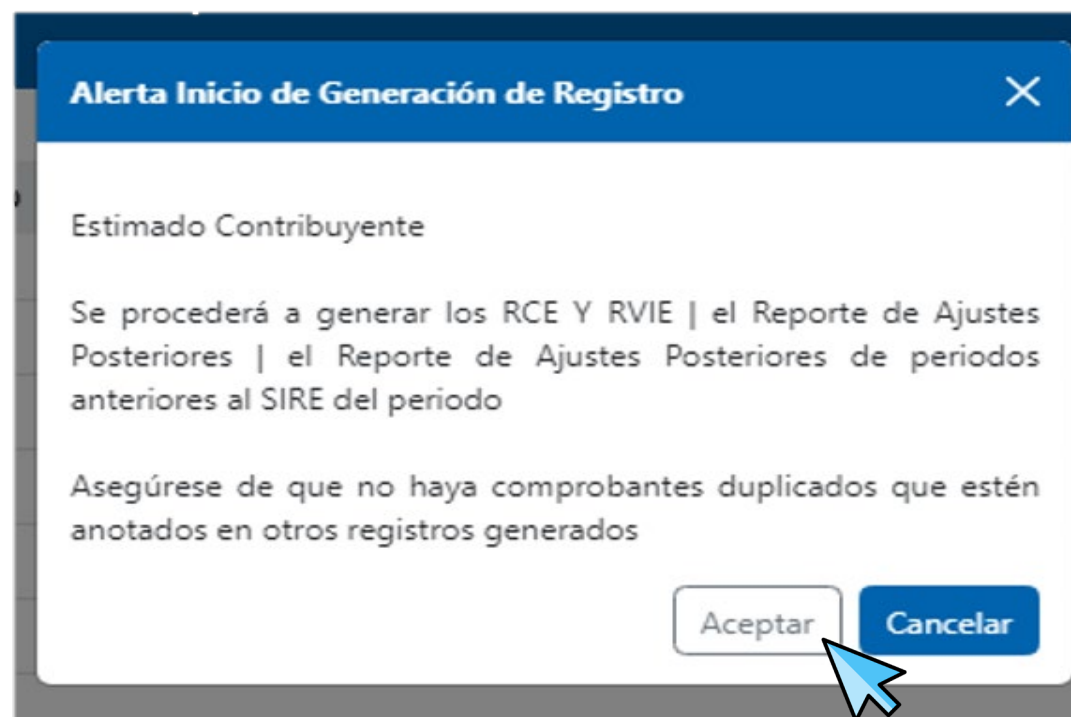 Alerta Inicio de Generación de Registro
Estimado Contribuyente
Se procederá a generar los RCE Y RVIE | el Reporte de Ajustes
Posteriores | el Reporte de Ajustes Posteriores de periodos
anteriores al SIRE del periodo
Asegúrese de que no haya comprobantes duplicados que estén
anotados en otros registros generados
Aceptar
Cancelar